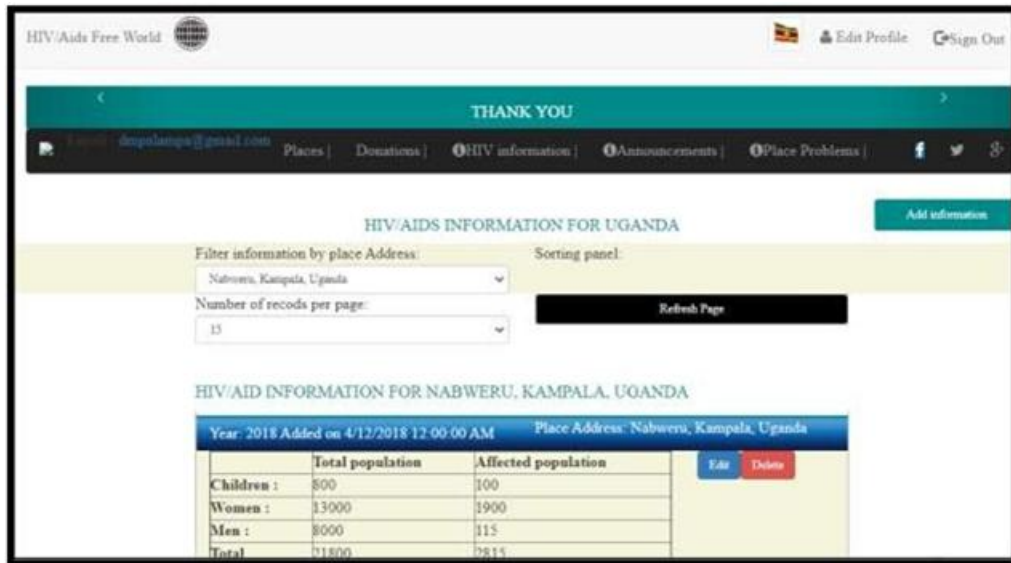 HIV/Aids Free World Edit Profile Sign Out
THANK YOU
Places | Donations | HIV information | Announcements | Place Problems |
Add information
HIV/AIDS INFORMATION FOR UGANDA
Filter information by place Address: Sorting panel:
Nabweru, Kampala, Uganda
Number of recods per page:
15 Refresh Page
HIV/AID INFORMATION FOR NABWERU, KAMPALA, UGANDA
Year: 2018 Added on 4/12/2018 12:00:00 AM Place Address: Nabweru, Kampala, Uganda
Total population Affected population Edit Delete
Children : 800 100
Women : 13000 1900
Men : 8000 115
Total 21800 2815